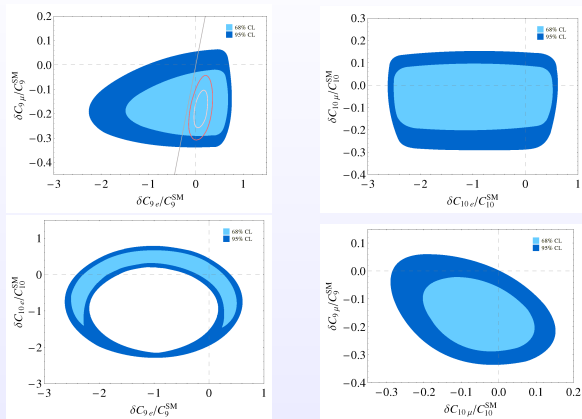 0.2
0.1
0.0
−0.1
−0.2
−0.3
−0.4
68% CL
95% CL
δC9 μ/C9SM
−3 −2 −1 0 1
δC9 e/C9SM
0.3
0.2
0.1
0.0
−0.1
−0.2
−0.3
−0.4
68% CL
95% CL
δC10 μ/C10SM
−3 −2 −1 0 1
δC10 e/C10SM
1
0
−1
−2
−3
68% CL
95% CL
δC10 e/C10SM
−3 −2 −1 0 1
δC9 e/C9SM
0.1
0.0
−0.1
−0.2
−0.3
−0.4
68% CL
95% CL
δC9 μ/C9SM
−0.3 −0.2 −0.1 0.0 0.1 0.2
δC10 μ/C10SM